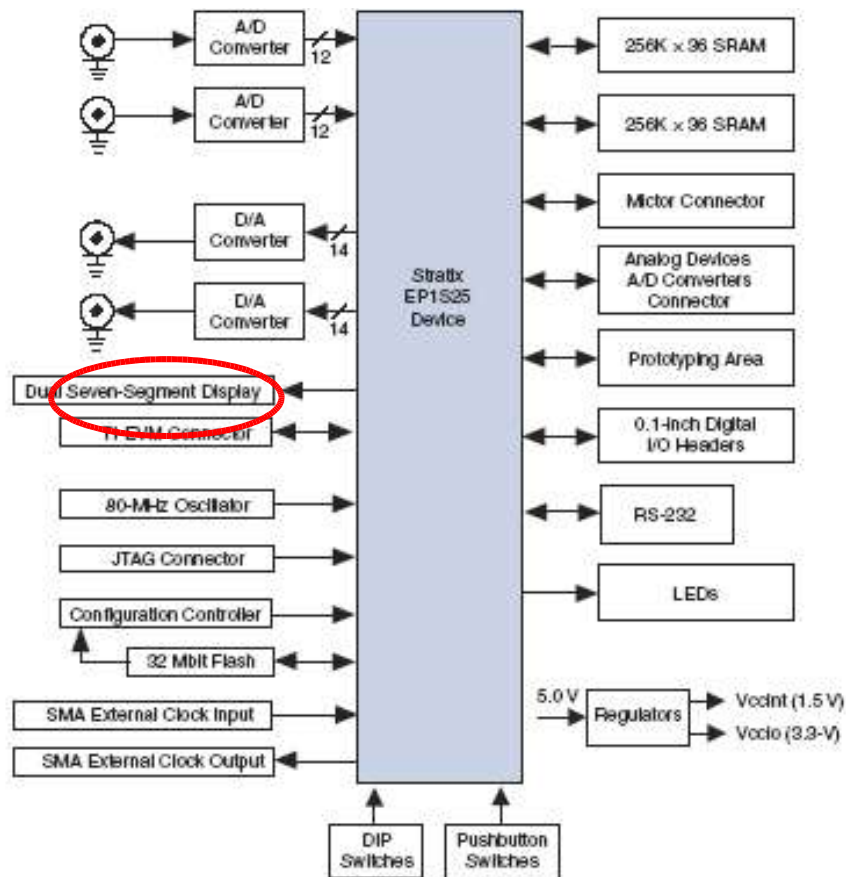 A/D
Converter
12
A/D
Converter
12
D/A
Converter
14
D/A
Converter
14
Dual Seven-Segment Display
TI-EVM Connector
80-MHz Oscillator
JTAG Connector
Configuration Controller
32 Mbit Flash
SMA External Clock Input
SMA External Clock Output
Stratix
EP1S25
Device
256K × 36 SRAM
256K × 36 SRAM
Mictor Connector
Analog Devices
A/D Converters
Connector
Prototyping Area
0.1-inch Digital
I/O Headers
RS-232
LEDs
5.0 V
Regulators
Vccint (1.5 V)
Vccio (3.3-V)
DIP
Switches
Pushbutton
Switches